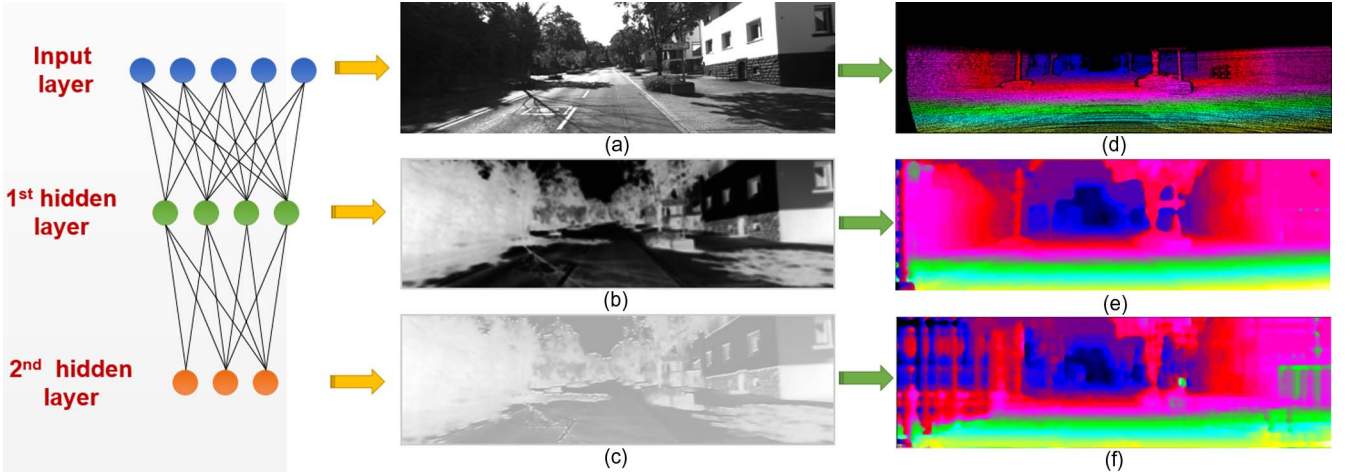 Input
layer
(a)
(d)
1st hidden
layer
(b)
(e)
2nd hidden
layer
(c)
(f)